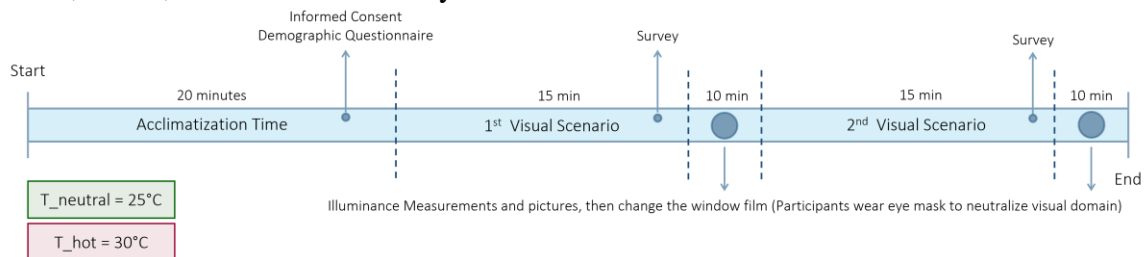 Informed Consent
Demographic Questionnaire
Survey
Survey
Start
20 minutes
15 min
10 min
15 min
10 min
Acclimatization Time
1st Visual Scenario
2nd Visual Scenario
End
T_neutral = 25°C
Illuminance Measurements and pictures, then change the window film (Participants wear eye mask to neutralize visual domain)
T_hot = 30°C